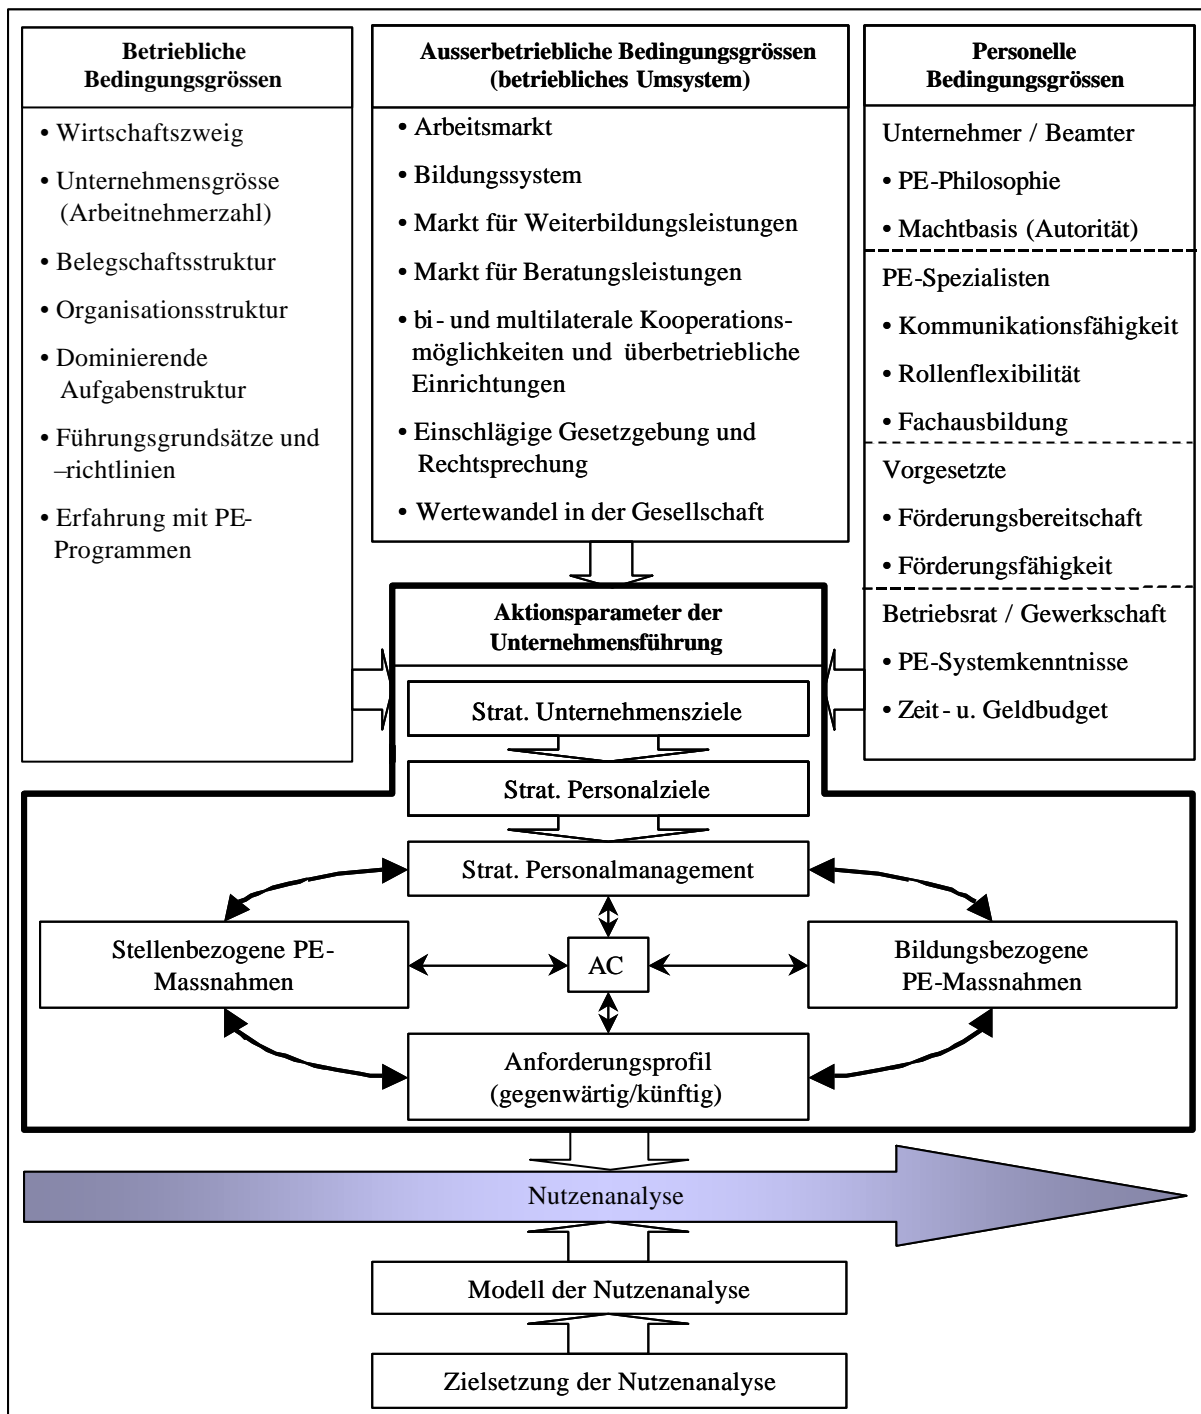 Betriebliche
Bedingungsgrössen
• Wirtschaftszweig
• Unternehmensgrösse
(Arbeitnehmerzahl)
• Belegschaftsstruktur
• Organisationsstruktur
• Dominierende
Aufgabenstruktur
• Führungsgrundsätze und
–richtlinien
• Erfahrung mit PE-
Programmen
Ausserbetriebliche Bedingungsgrössen
(betriebliches Umsystem)
• Arbeitsmarkt
• Bildungssystem
• Markt für Weiterbildungsleistungen
• Markt für Beratungsleistungen
• bi- und multilaterale Kooperations-
möglichkeiten und überbetriebliche
Einrichtungen
• Einschlägige Gesetzgebung und
Rechtsprechung
• Wertewandel in der Gesellschaft
Personelle
Bedingungsgrössen
Unternehmer / Beamter
• PE-Philosophie
• Machtbasis (Autorität)
PE-Spezialisten
• Kommunikationsfähigkeit
• Rollenflexibilität
• Fachausbildung
Vorgesetzte
• Förderungsbereitschaft
• Förderungsfähigkeit
Betriebsrat / Gewerkschaft
• PE-Systemkenntnisse
• Zeit- u. Geldbudget
Aktionsparameter der
Unternehmensführung
Strat. Unternehmensziele
Strat. Personalziele
Strat. Personalmanagement
Stellenbezogene PE-
Massnahmen
AC
Bildungsbezogene
PE-Massnahmen
Anforderungsprofil
(gegenwärtig/künftig)
Nutzenanalyse
Modell der Nutzenanalyse
Zielsetzung der Nutzenanalyse